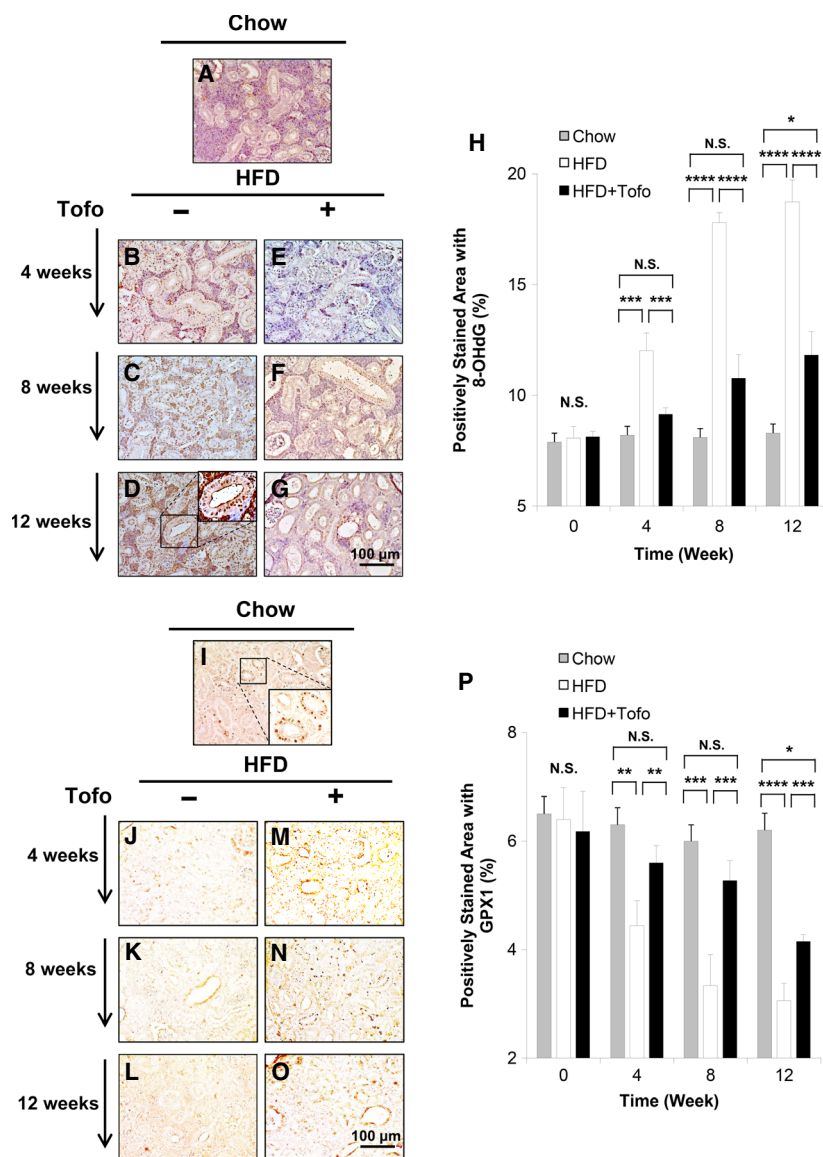 Chow
A
HFD
Tofo
−
+
4 weeks
B
E
8 weeks
C
F
12 weeks
D
G
100 µm
H
Chow
HFD
HFD+Tofo
Positively Stained Area with
8-OHdG (%)
20
15
10
5
N.S.
N.S.
*** ***
N.S.
**** ****
*
**** ****
0 4 8 12
Time (Week)
Chow
I
HFD
Tofo
−
+
4 weeks
J
M
8 weeks
K
N
12 weeks
L
O
100 µm
P
Chow
HFD
HFD+Tofo
Positively Stained Area with
GPX1 (%)
8
6
4
2
N.S.
N.S.
** **
N.S.
*** ***
*
**** ***
0 4 8 12
Time (Week)